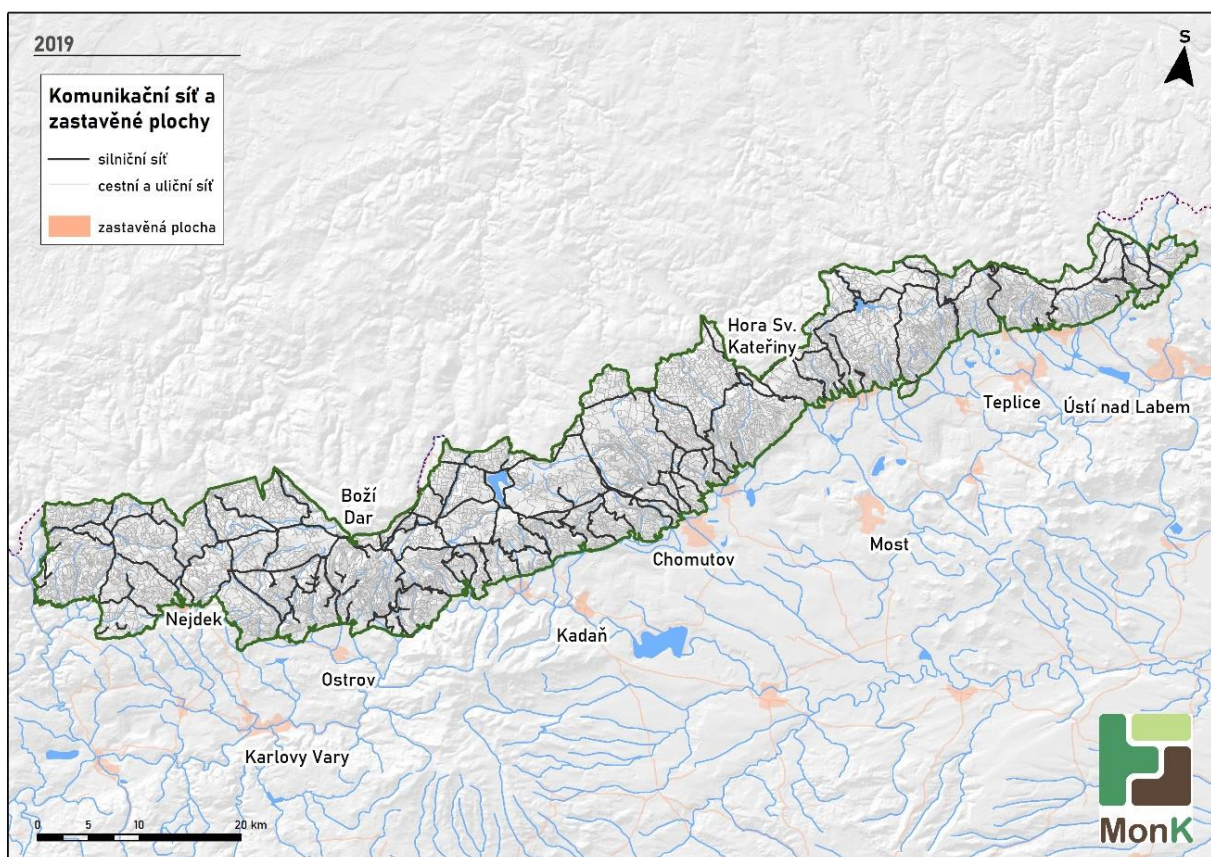 2019
S
Komunikační síť a
zastavěné plochy
silniční síť
cestní a uliční síť
zastavěná plocha
Hora Sv.
Kateřiny
Teplice
Ústí nad Labem
Boží
Dar
Most
Chomutov
Nejdek
Kadaň
Ostrov
Karlovy Vary
0 5 10 20 km
MonK